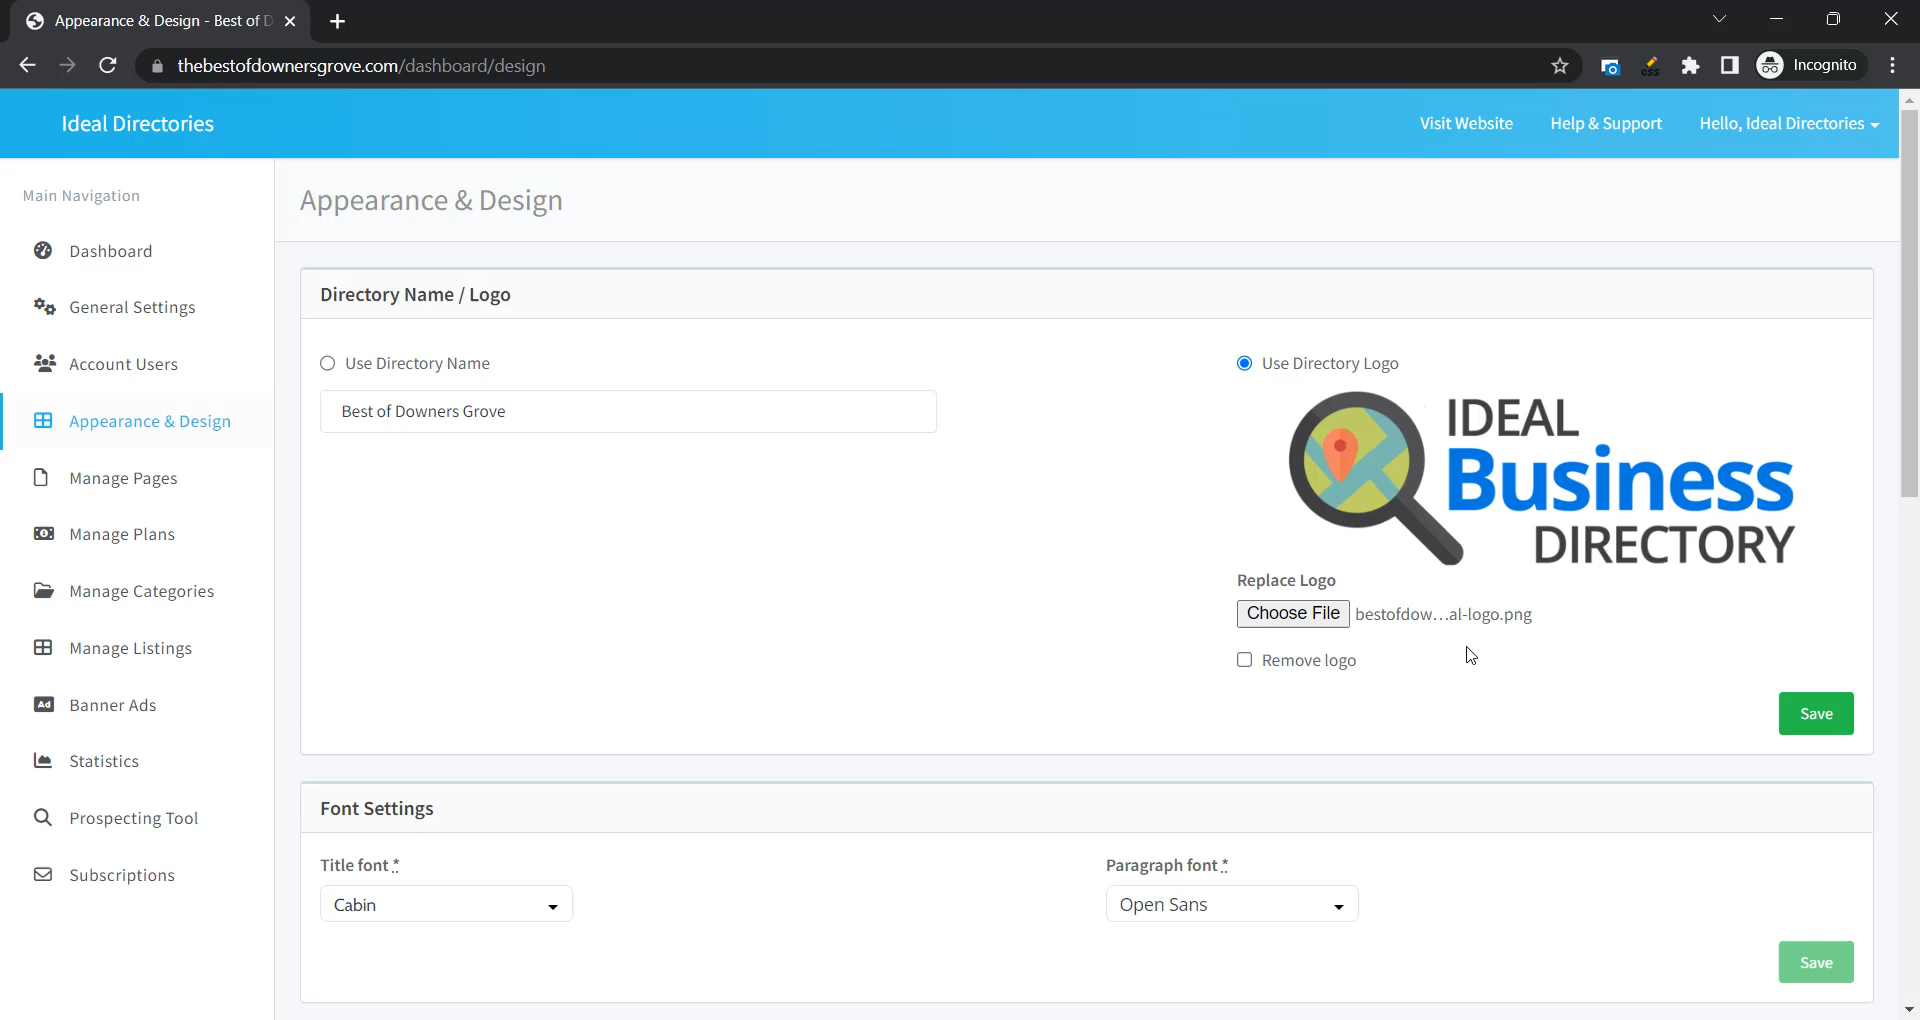 Appearance & Design - Best of D
thebestofdownersgrove.com/dashboard/design
Incognito
Ideal Directories
Visit Website
Help & Support
Hello, Ideal Directories
Main Navigation
Dashboard
General Settings
Account Users
Appearance & Design
Manage Pages
Manage Plans
Manage Categories
Manage Listings
Ad Banner Ads
Statistics
Prospecting Tool
Subscriptions
Appearance & Design
Directory Name / Logo
Use Directory Name
Best of Downers Grove
Use Directory Logo
IDEAL
Business
DIRECTORY
Replace Logo
Choose File bestofdow...al-logo.png
Remove logo
Save
Font Settings
Title font *
Cabin
Paragraph font *
Open Sans
Save